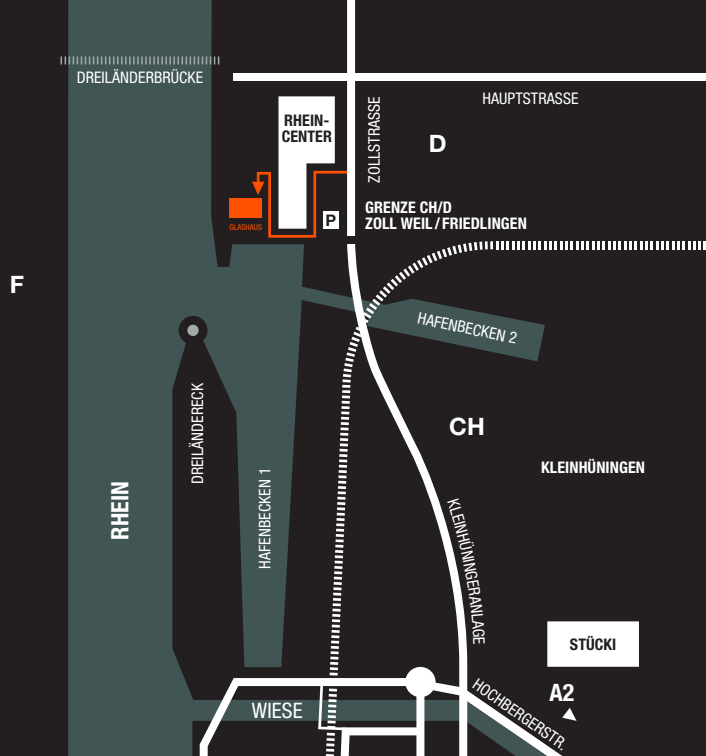 DREILÄNDERBRÜCKE
HAUPTSTRASSE
RHEIN-
CENTER
ZOLLSTRASSE
D
GLASHAUS
P
GRENZE CH/D
ZOLL WEIL/FRIEDLINGEN
F
HAFENBECKEN 2
DREILÄNDERECK
CH
KLEINHÜNINGEN
RHEIN
HAFENBECKEN 1
KLEINHÜNINGERANLAGE
STÜCKI
A2
WIESE
HOCHBERGERSTR.